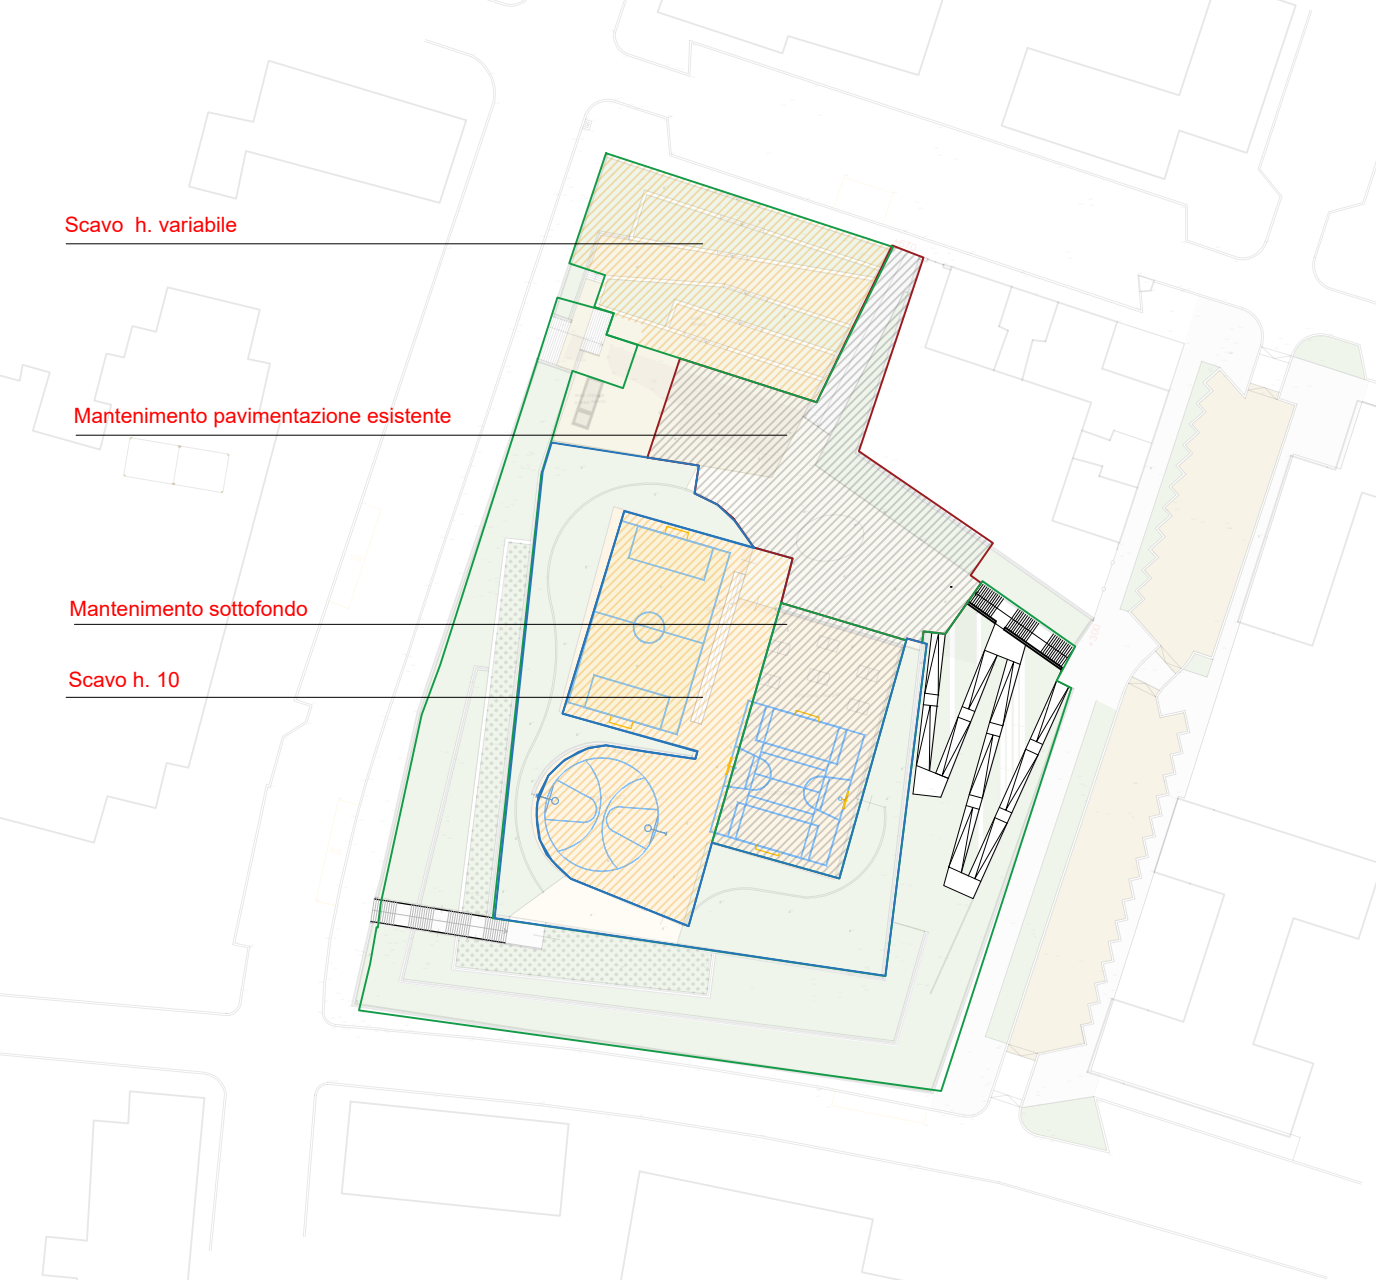 Scavo  h. variabile
Mantenimento pavimentazione esistente
Mantenimento sottofondo
Scavo h. 10